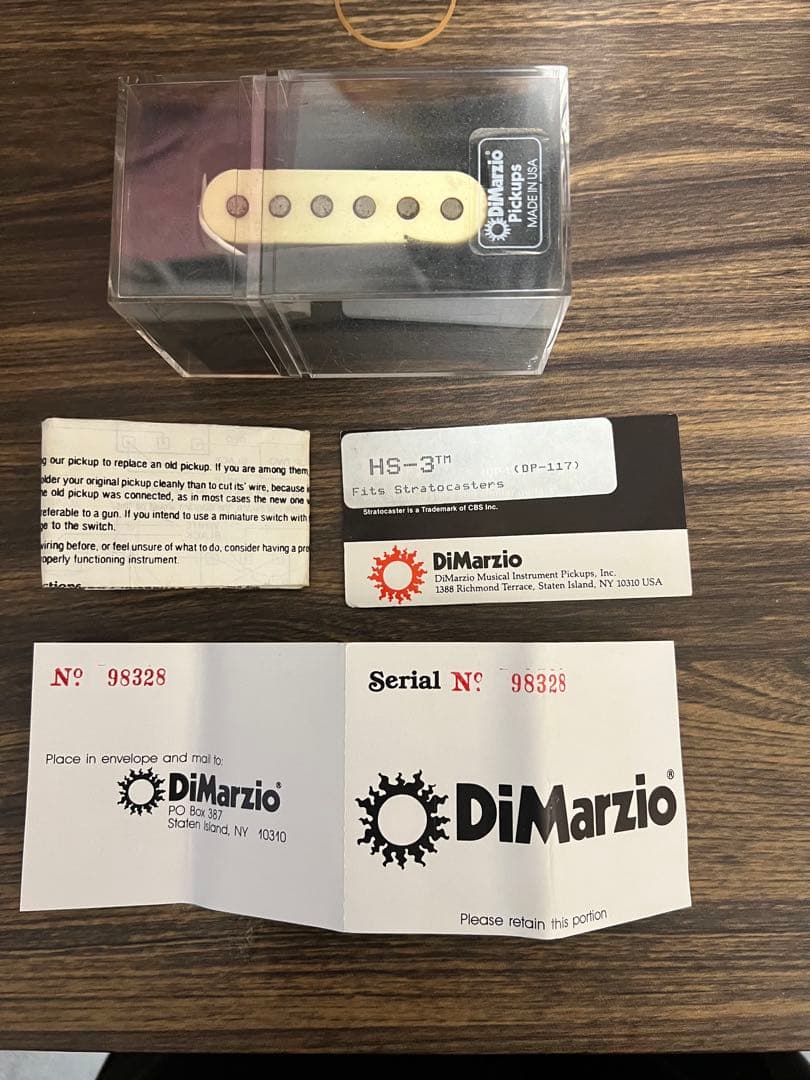 DiMarzio
Pickups
MADE IN USA
g our pickup to replace an old pickup. If you are among them
older your original pickup cleanly than to cut its' wire, because
e old pickup was connected, as in most cases the new one
eferable to a gun. If you intend to use a miniature switch with
e to the switch.
wiring before, or feel unsure of what to do, consider having a pro
operly functioning instrument.
HS-3™ (DP-117)
Fits Stratocasters
Stratocaster is a Trademark of CBS Inc.
DiMarzio
DiMarzio Musical Instrument Pickups, Inc.
1388 Richmond Terrace, Staten Island, NY 10310 USA
Nº 98328
Place in envelope and mail to:
DiMarzio®
PO Box 387
Staten Island, NY 10310
Serial Nº 98328
DiMarzio®
Please retain this portion